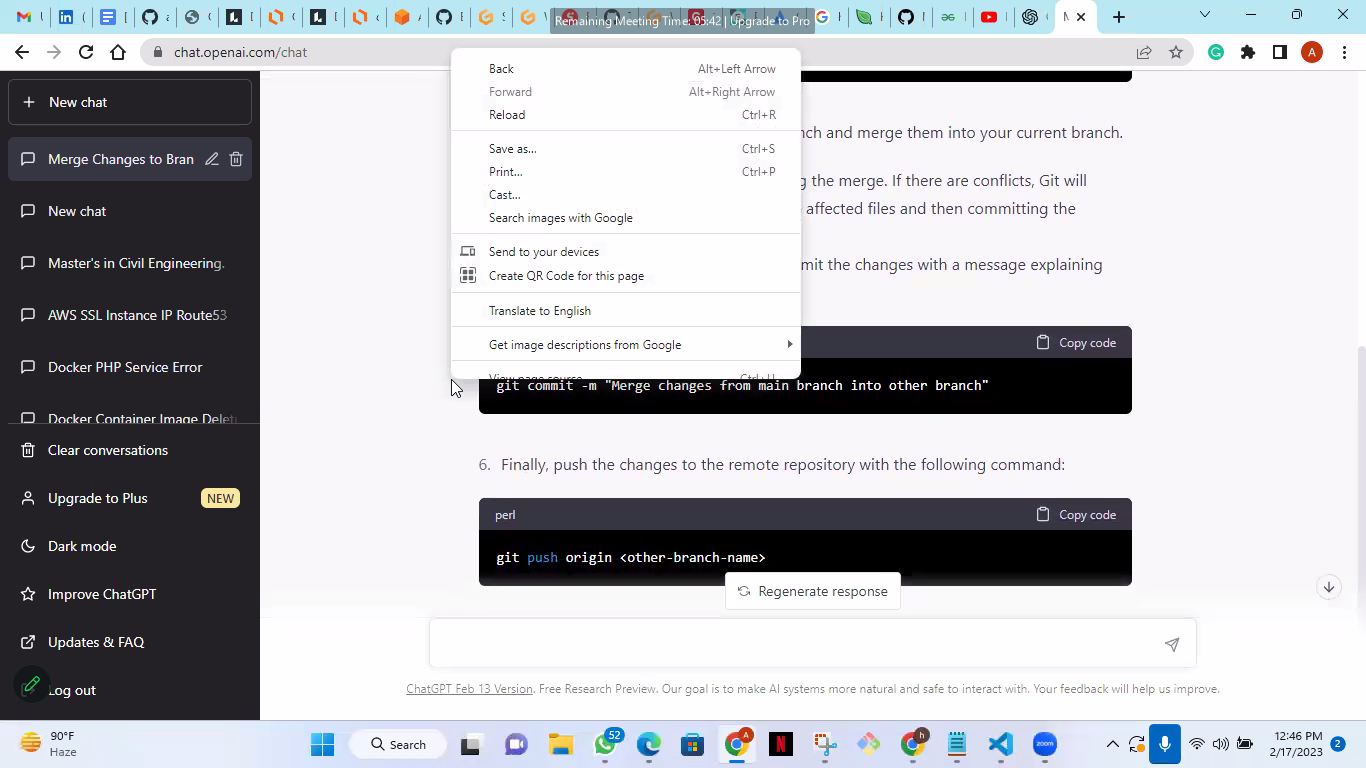 Remaining Meeting Time: 05:42 | Upgrade to Pro
chat.openai.com/chat
A
New chat
Merge Changes to Bran
New chat
Master's in Civil Engineering.
AWS SSL Instance IP Route53
Docker PHP Service Error
Docker Container Image Delet
Clear conversations
Upgrade to Plus
NEW
Dark mode
Improve ChatGPT
Updates & FAQ
Log out
Back Alt+Left Arrow
Forward Alt+Right Arrow
Reload Ctrl+R
Save as... Ctrl+S
Print... Ctrl+P
Cast...
Search images with Google
Send to your devices
Create QR Code for this page
Translate to English
Get image descriptions from Google
View page source Ctrl+U
nch and merge them into your current branch.
g the merge. If there are conflicts, Git will
affected files and then committing the
mit the changes with a message explaining
Copy code
git commit -m "Merge changes from main branch into other branch"
6. Finally, push the changes to the remote repository with the following command:
perl
Copy code
git push origin <other-branch-name>
Regenerate response
ChatGPT Feb 13 Version. Free Research Preview. Our goal is to make AI systems more natural and safe to interact with. Your feedback will help us improve.
90°F
Haze
Search
52
A
N
h
zoom
12:46 PM
2/17/2023
2